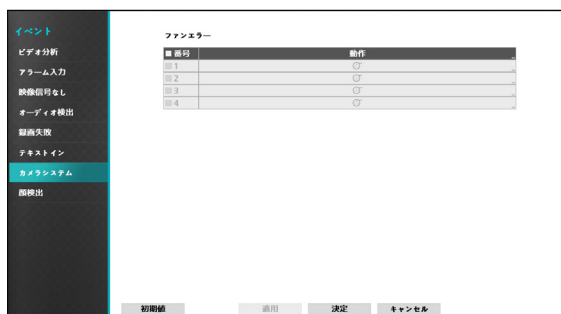 イベント
ビデオ分析
アラーム入力
映像信号なし
オーディオ検出
録画失敗
テキストイン
カメラシステム
顔検出
ファンエラー
番号 動作
1
2
3
4
初期値 適用 決定 キャンセル